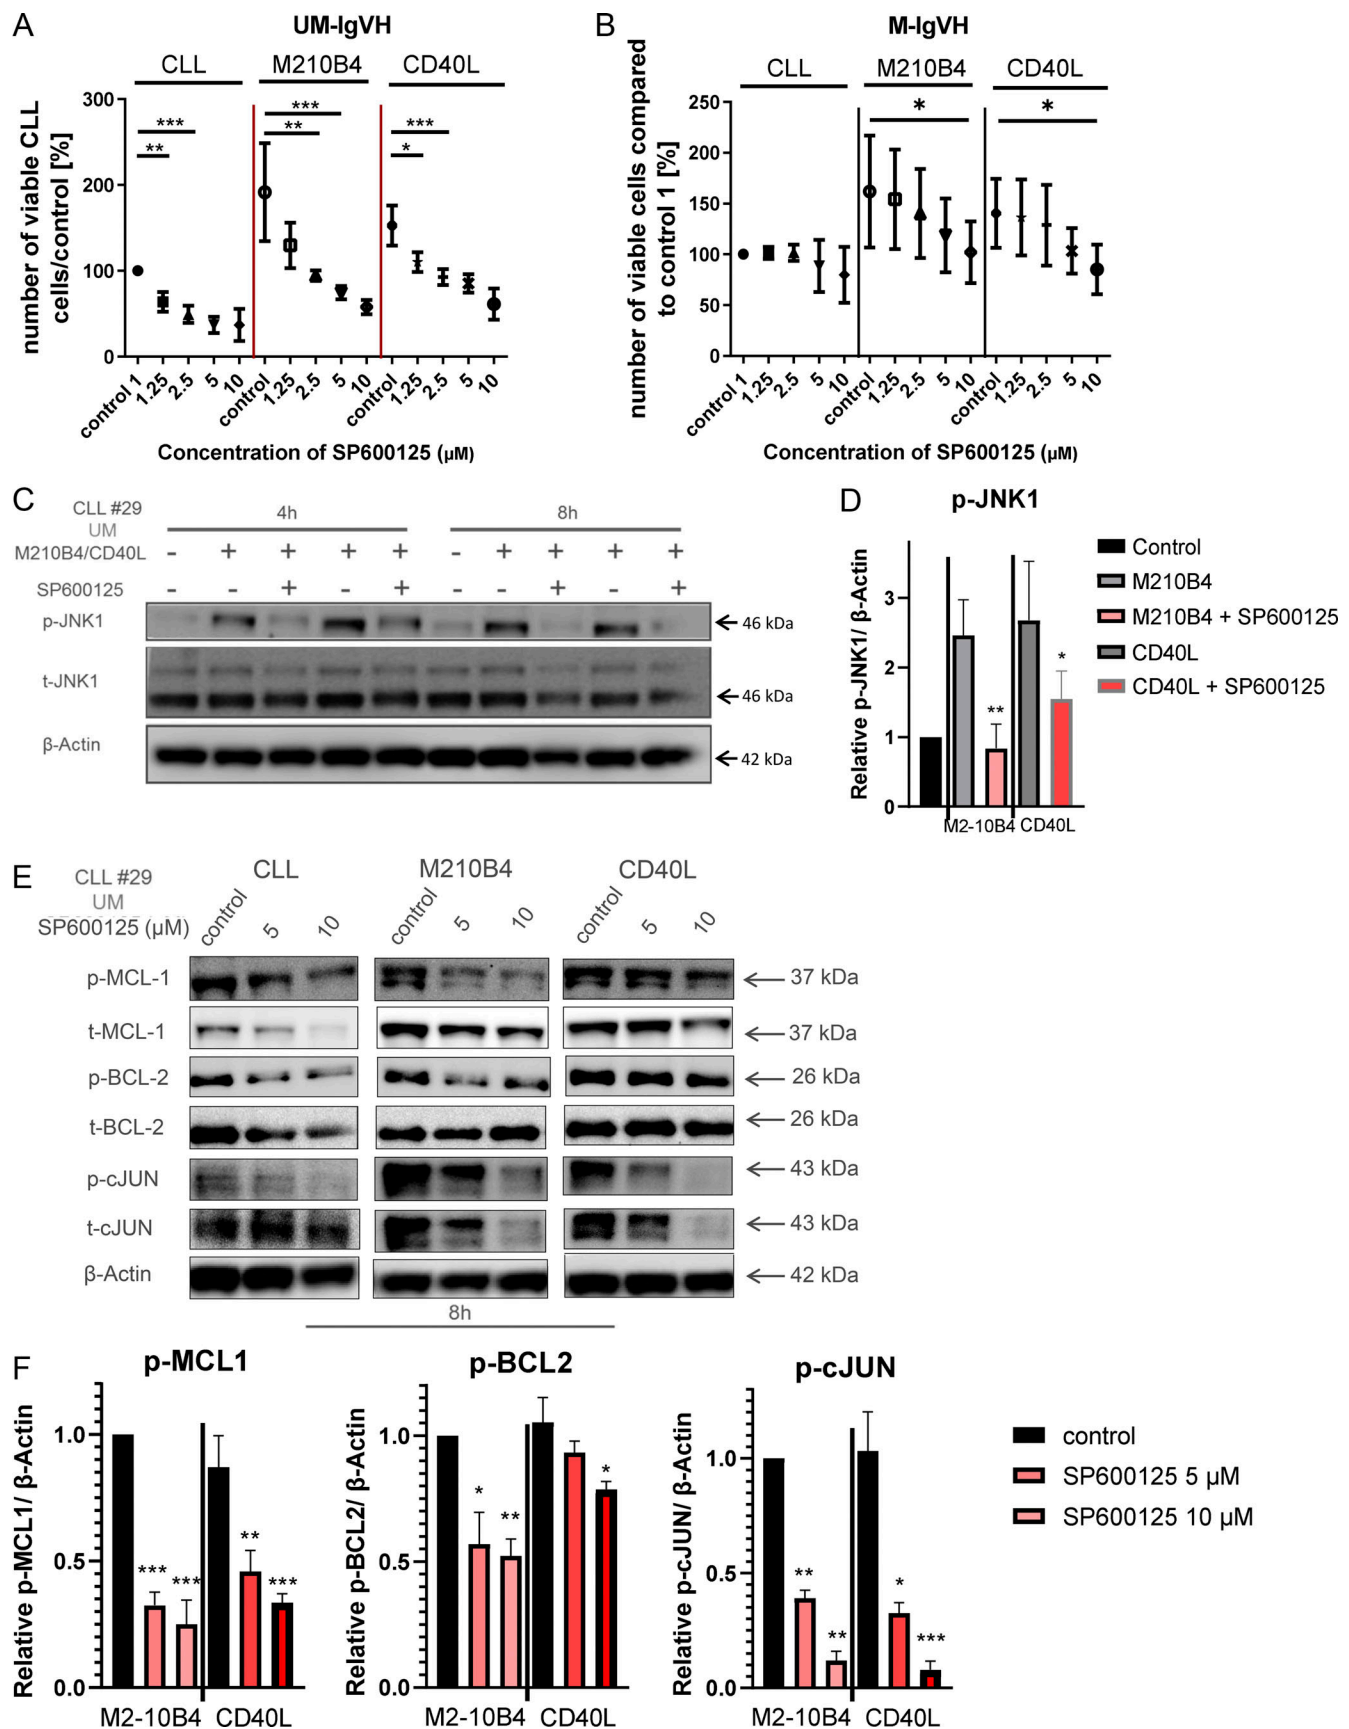 A
UM-IgVH
CLL
M210B4
CD40L
number of viable CLL
cells/control [%]
300
200
100
0
***
**
***
**
***
*
control 1
1.25
2.5
5
10
control
1.25
2.5
5
10
control
1.25
2.5
5
10
Concentration of SP600125 (μM)
B
M-IgVH
CLL
M210B4
CD40L
number of viable cells compared
to control 1 [%]
250
200
150
100
50
0
*
*
control 1
1.25
2.5
5
10
control
1.25
2.5
5
10
control
1.25
2.5
5
10
Concentration of SP600125 (μM)
C
CLL #29
UM
4h
8h
M210B4/CD40L - + + + + - + + + +
SP600125 - - + - + - - + - +
p-JNK1
46 kDa
t-JNK1
46 kDa
β-Actin
42 kDa
D
p-JNK1
Relative p-JNK1/ β-Actin
3
2
1
0
**
*
M2-10B4
CD40L
Control
M210B4
M210B4 + SP600125
CD40L
CD40L + SP600125
E
CLL #29
UM
SP600125 (μM)
CLL
M210B4
CD40L
control
5
10
control
5
10
control
5
10
p-MCL-1
37 kDa
t-MCL-1
37 kDa
p-BCL-2
26 kDa
t-BCL-2
26 kDa
p-cJUN
43 kDa
t-cJUN
43 kDa
β-Actin
42 kDa
8h
F
p-MCL1
Relative p-MCL1/ β-Actin
1.0
0.5
0.0
***
***
**
***
M2-10B4
CD40L
p-BCL2
Relative p-BCL2/ β-Actin
1.0
0.5
0.0
*
**
*
M2-10B4
CD40L
p-cJUN
Relative p-cJUN/ β-Actin
1.0
0.5
0.0
**
**
*
***
M2-10B4
CD40L
control
SP600125 5 μM
SP600125 10 μM